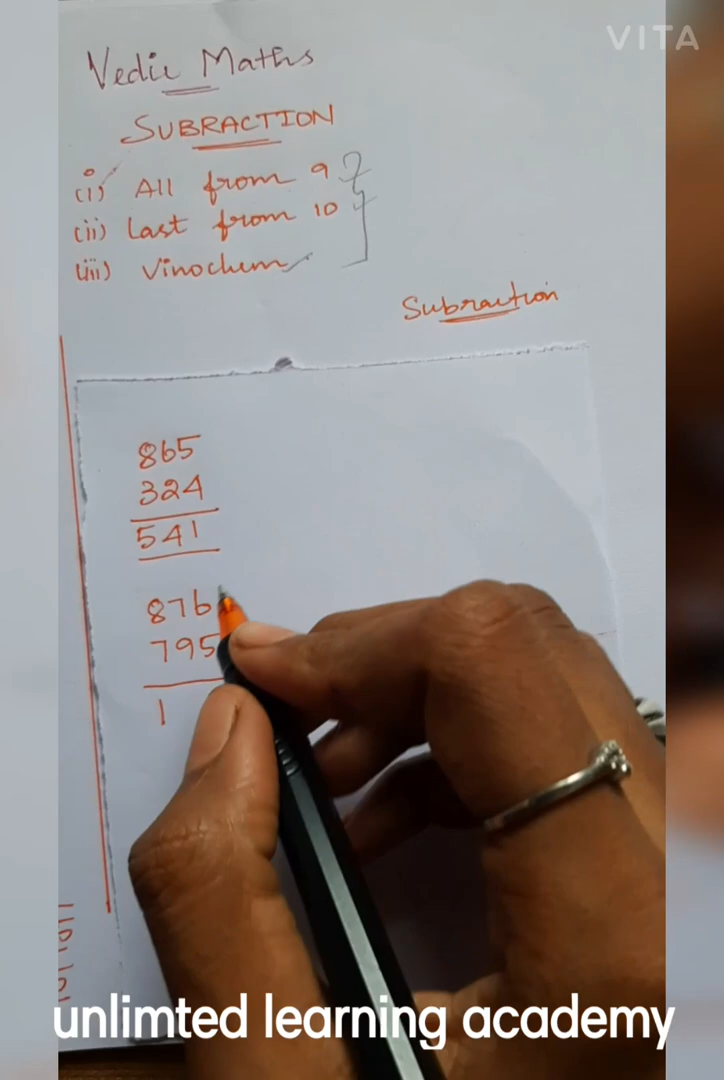 VITA
Vedic Maths
SUBRACTION
(i) All from 9
(ii) Last from 10
(iii) Vinochem
Subraction
865
324
541
876
795
1
unlimted learning academy